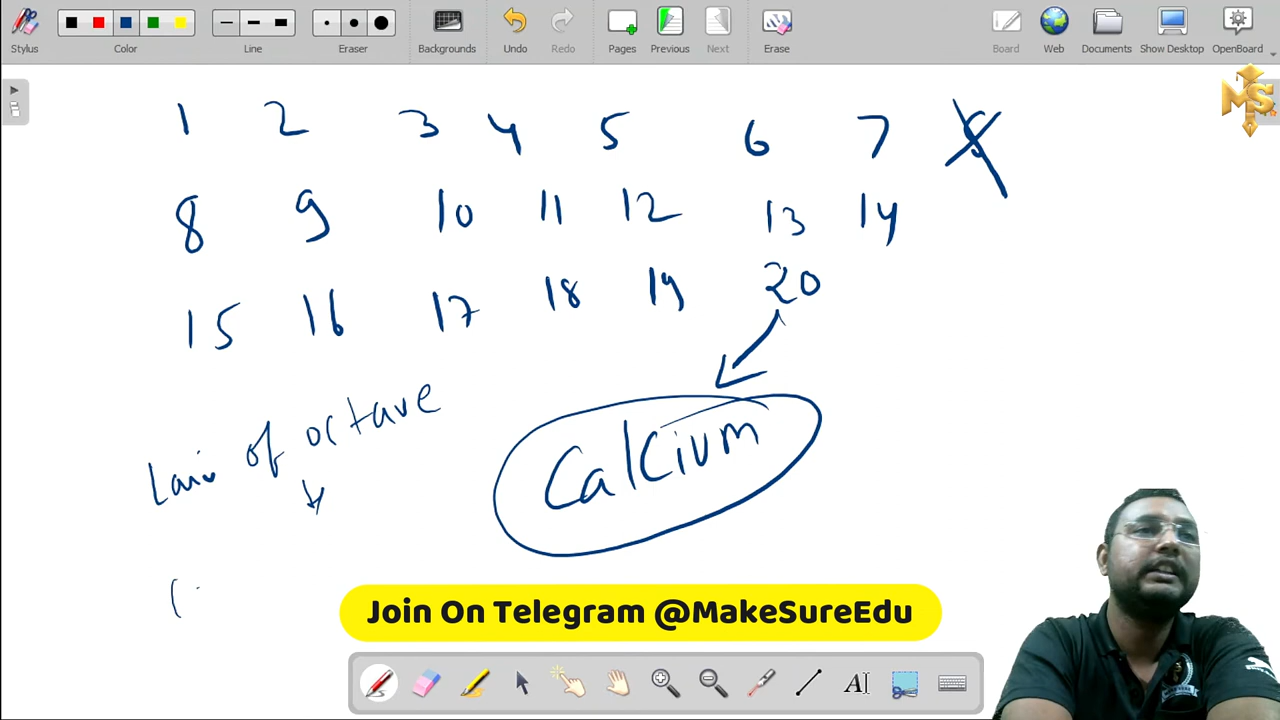 Stylus
Color
Line
Eraser
Backgrounds
Undo
Redo
Pages
Previous
Next
Erase
Board
Web
Documents
Show Desktop
OpenBoard
MS
1 2 3 4 5 6 7
8 9 10 11 12 13 14
15 16 17 18 19 20
Law of octave
Calcium
Join On Telegram @MakeSureEdu